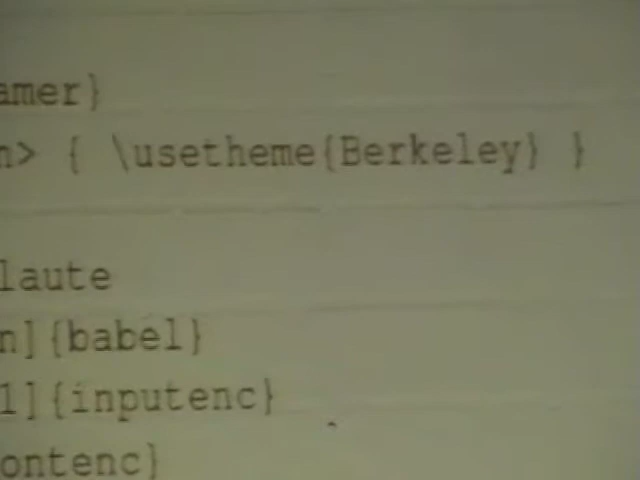 amer}
n> { \usetheme{Berkeley} }
laute
n]{babel}
1]{inputenc}
ontenc}